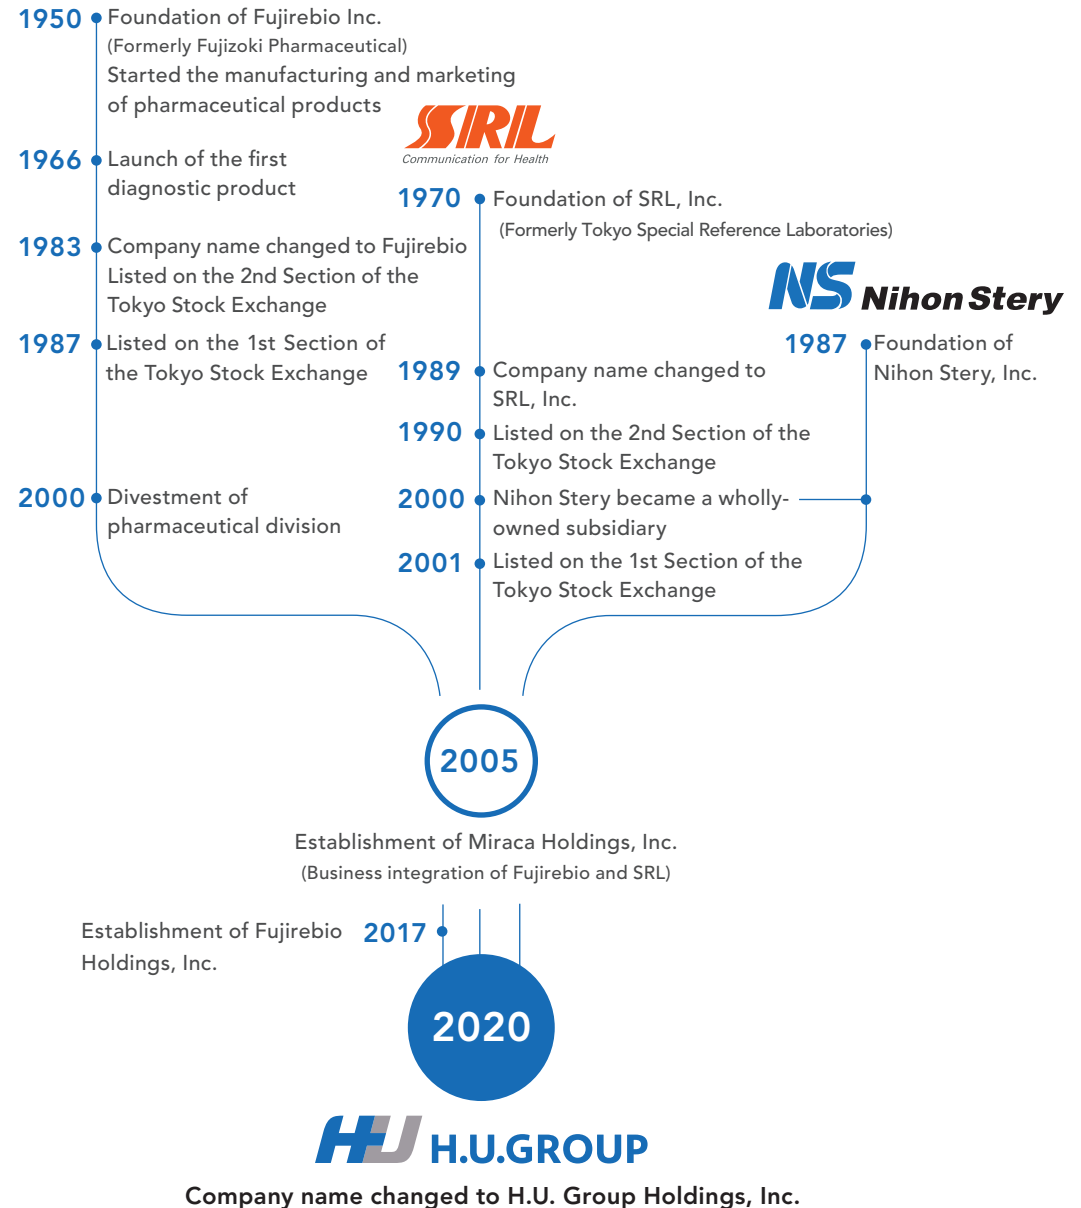 1950
Foundation of Fujirebio Inc.
(Formerly Fujizoki Pharmaceutical)
Started the manufacturing and marketing
of pharmaceutical products
1966
Launch of the first
diagnostic product
1983
Company name changed to Fujirebio
Listed on the 2nd Section of the
Tokyo Stock Exchange
1987
Listed on the 1st Section of
the Tokyo Stock Exchange
2000
Divestment of
pharmaceutical division
SRL
Communication for Health
1970
Foundation of SRL, Inc.
(Formerly Tokyo Special Reference Laboratories)
1989
Company name changed to
SRL, Inc.
1990
Listed on the 2nd Section of the
Tokyo Stock Exchange
2000
Nihon Stery became a wholly-
owned subsidiary
2001
Listed on the 1st Section of the
Tokyo Stock Exchange
NS Nihon Stery
1987
Foundation of
Nihon Stery, Inc.
2005
Establishment of Miraca Holdings, Inc.
(Business integration of Fujirebio and SRL)
Establishment of Fujirebio
Holdings, Inc.
2017
2020
HU H.U.GROUP
Company name changed to H.U. Group Holdings, Inc.